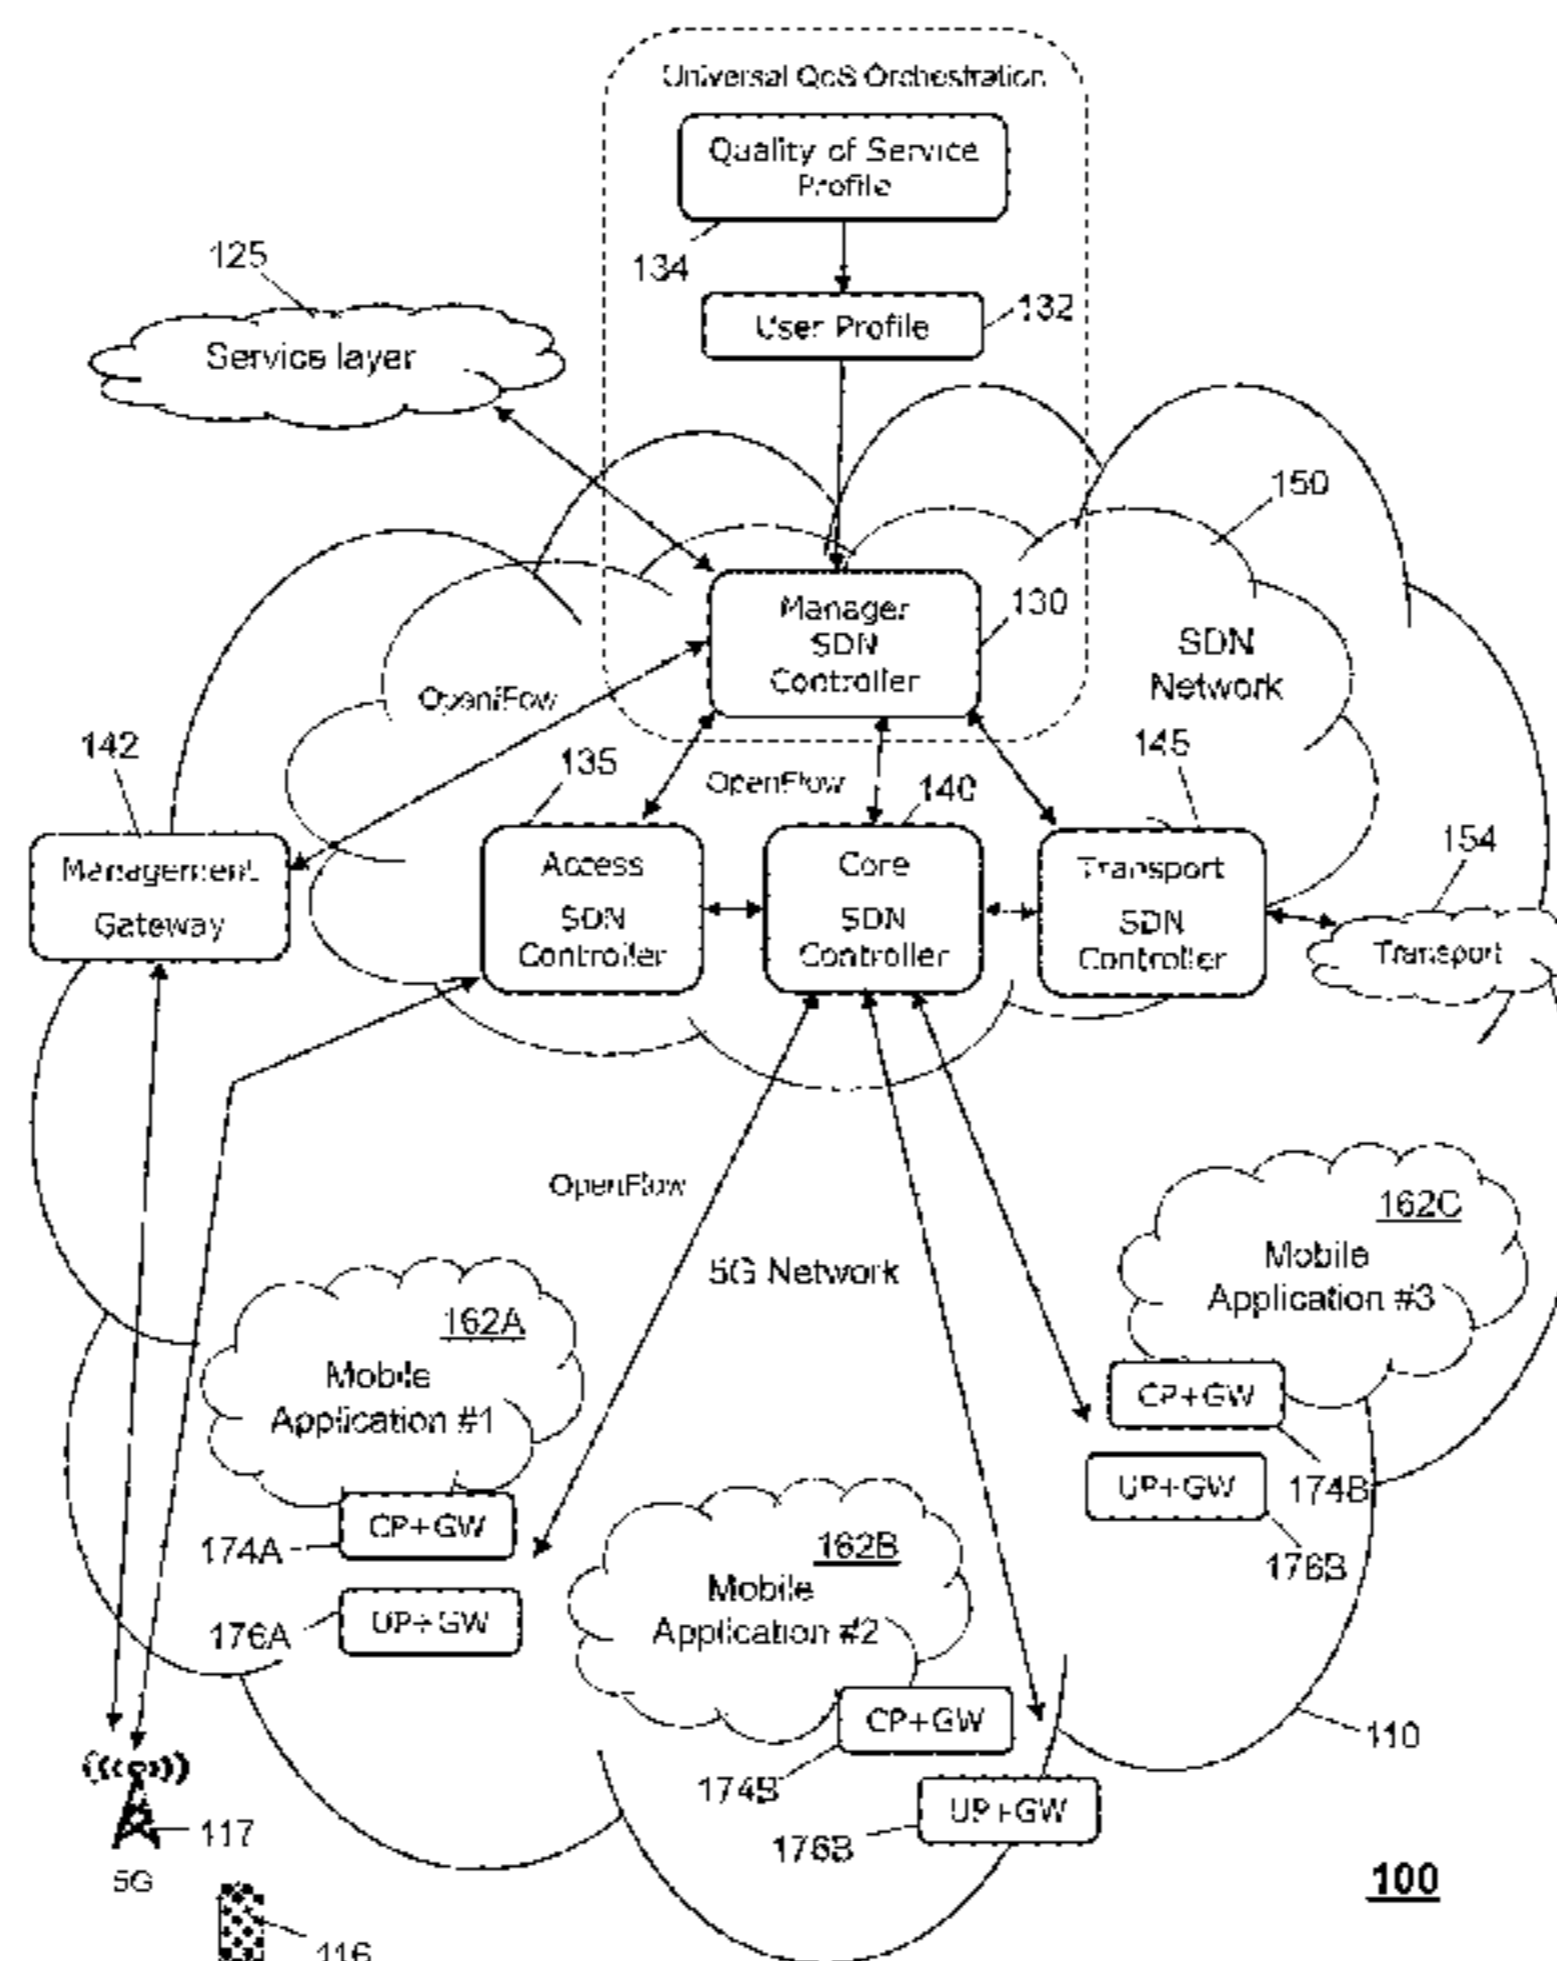 Universal QoS Orchestration
Quality of Service
Profile
134
125
User Profile
132
Service layer
150
Manager
SDN
Controller
130
SDN
Network
OpenFlow
142
135
OpenFlow
140
145
154
Management
Gateway
Access
SDN
Controller
Core
SDN
Controller
Transport
SDN
Controller
Transport
OpenFlow
5G Network
162C
Mobile
Application #3
162A
Mobile
Application #1
CP+GW
174B
UP+GW
176B
CP+GW
174A
UP+GW
176A
162B
Mobile
Application #2
CP+GW
174B
UP+GW
176B
110
117
5G
116
100